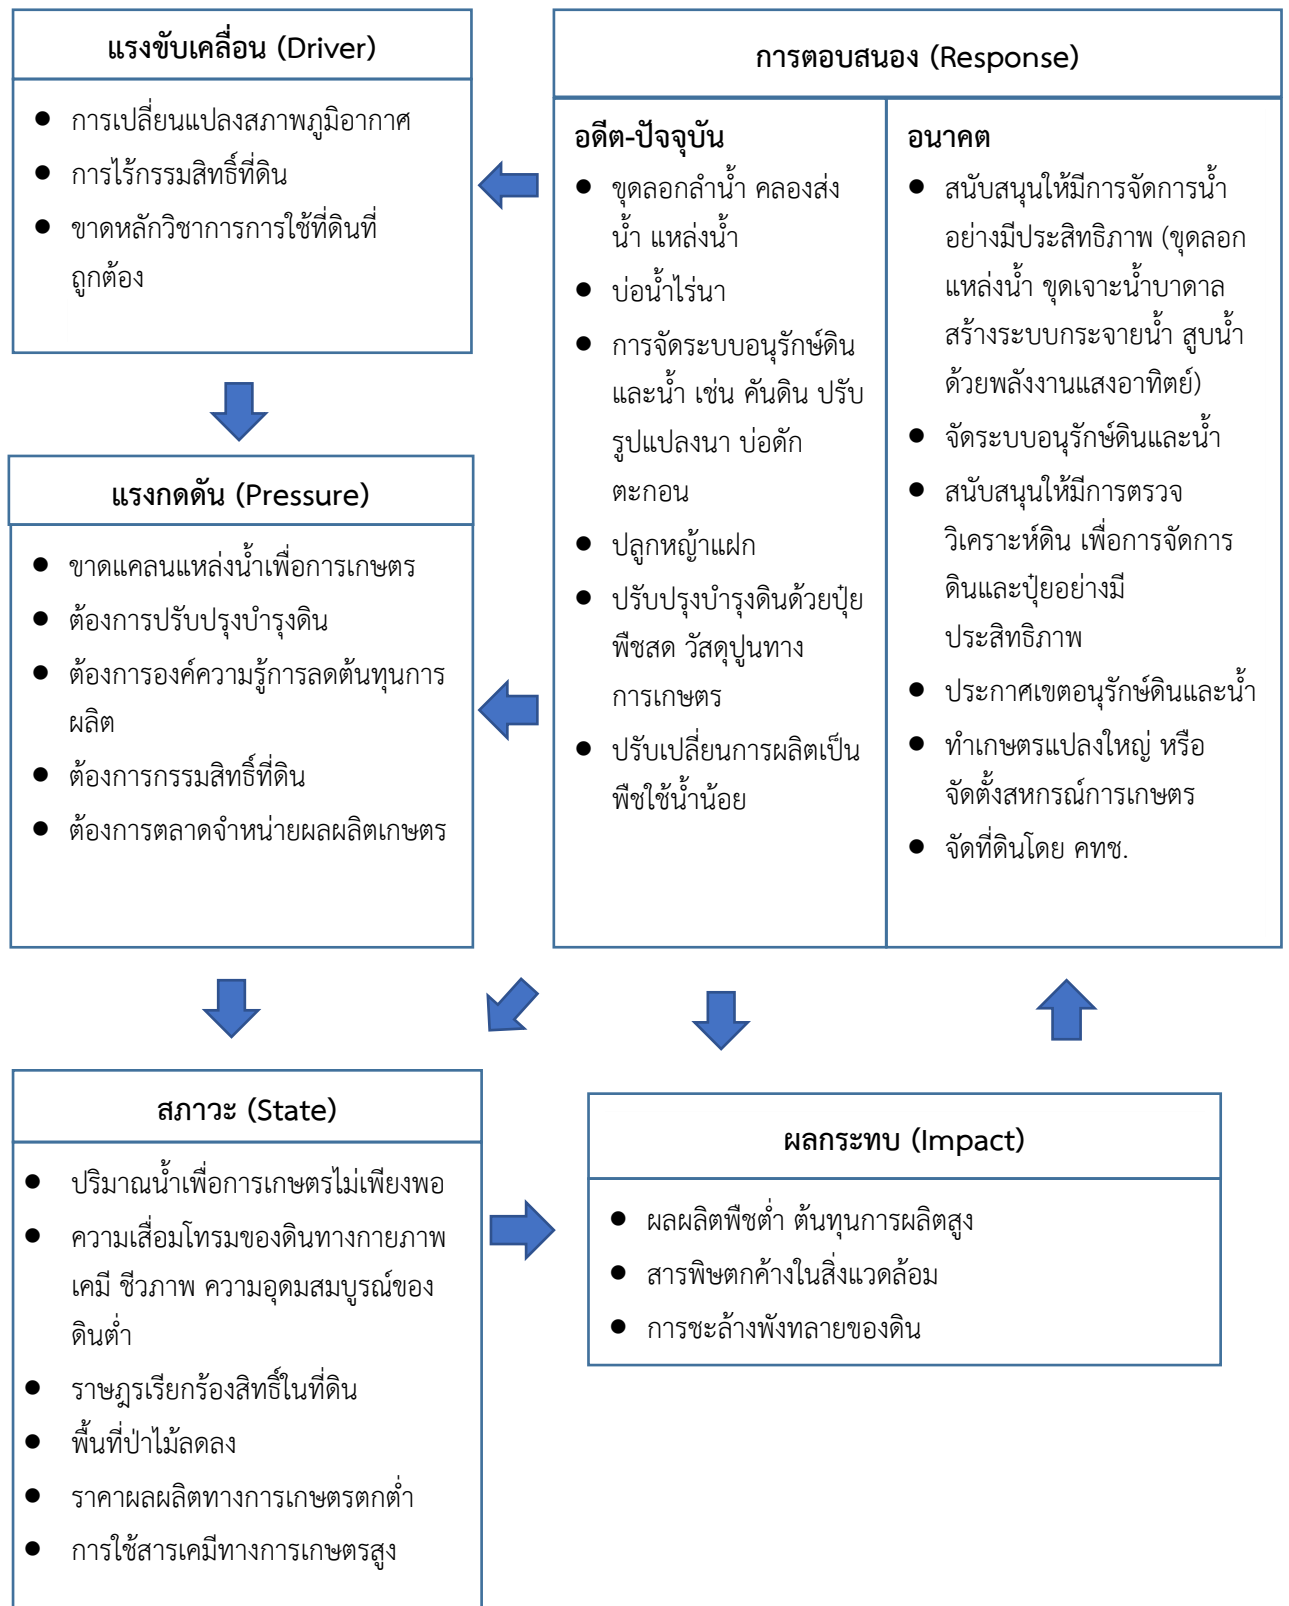 แรงขับเคลื่อน (Driver)
● การเปลี่ยนแปลงสภาพภูมิอากาศ
● การไร้กรรมสิทธิ์ที่ดิน
● ขาดหลักวิชาการการใช้ที่ดินที่
ถูกต้อง
แรงกดดัน (Pressure)
● ขาดแคลนแหล่งน้ำเพื่อการเกษตร
● ต้องการปรับปรุงบำรุงดิน
● ต้องการองค์ความรู้การลดต้นทุนการ
ผลิต
● ต้องการกรรมสิทธิ์ที่ดิน
● ต้องการตลาดจำหน่ายผลผลิตเกษตร
การตอบสนอง (Response)
อดีต-ปัจจุบัน
● ขุดลอกลำน้ำ คลองส่ง
น้ำ แหล่งน้ำ
● บ่อน้ำไร่นา
● การจัดระบบอนุรักษ์ดิน
และน้ำ เช่น คันดิน ปรับ
รูปแปลงนา บ่อดัก
ตะกอน
● ปลูกหญ้าแฝก
● ปรับปรุงบำรุงดินด้วยปุ๋ย
พืชสด วัสดุปูนทาง
การเกษตร
● ปรับเปลี่ยนการผลิตเป็น
พืชใช้น้ำน้อย
อนาคต
● สนับสนุนให้มีการจัดการน้ำ
อย่างมีประสิทธิภาพ (ขุดลอก
แหล่งน้ำ ขุดเจาะน้ำบาดาล
สร้างระบบกระจายน้ำ สูบน้ำ
ด้วยพลังงานแสงอาทิตย์)
● จัดระบบอนุรักษ์ดินและน้ำ
● สนับสนุนให้มีการตรวจ
วิเคราะห์ดิน เพื่อการจัดการ
ดินและปุ๋ยอย่างมี
ประสิทธิภาพ
● ประกาศเขตอนุรักษ์ดินและน้ำ
● ทำเกษตรแปลงใหญ่ หรือ
จัดตั้งสหกรณ์การเกษตร
● จัดที่ดินโดย คทช.
สภาวะ (State)
● ปริมาณน้ำเพื่อการเกษตรไม่เพียงพอ
● ความเสื่อมโทรมของดินทางกายภาพ
เคมี ชีวภาพ ความอุดมสมบูรณ์ของ
ดินต่ำ
● ราษฎรเรียกร้องสิทธิ์ในที่ดิน
● พื้นที่ป่าไม้ลดลง
● ราคาผลผลิตทางการเกษตรตกต่ำ
● การใช้สารเคมีทางการเกษตรสูง
ผลกระทบ (Impact)
● ผลผลิตพืชต่ำ ต้นทุนการผลิตสูง
● สารพิษตกค้างในสิ่งแวดล้อม
● การชะล้างพังทลายของดิน